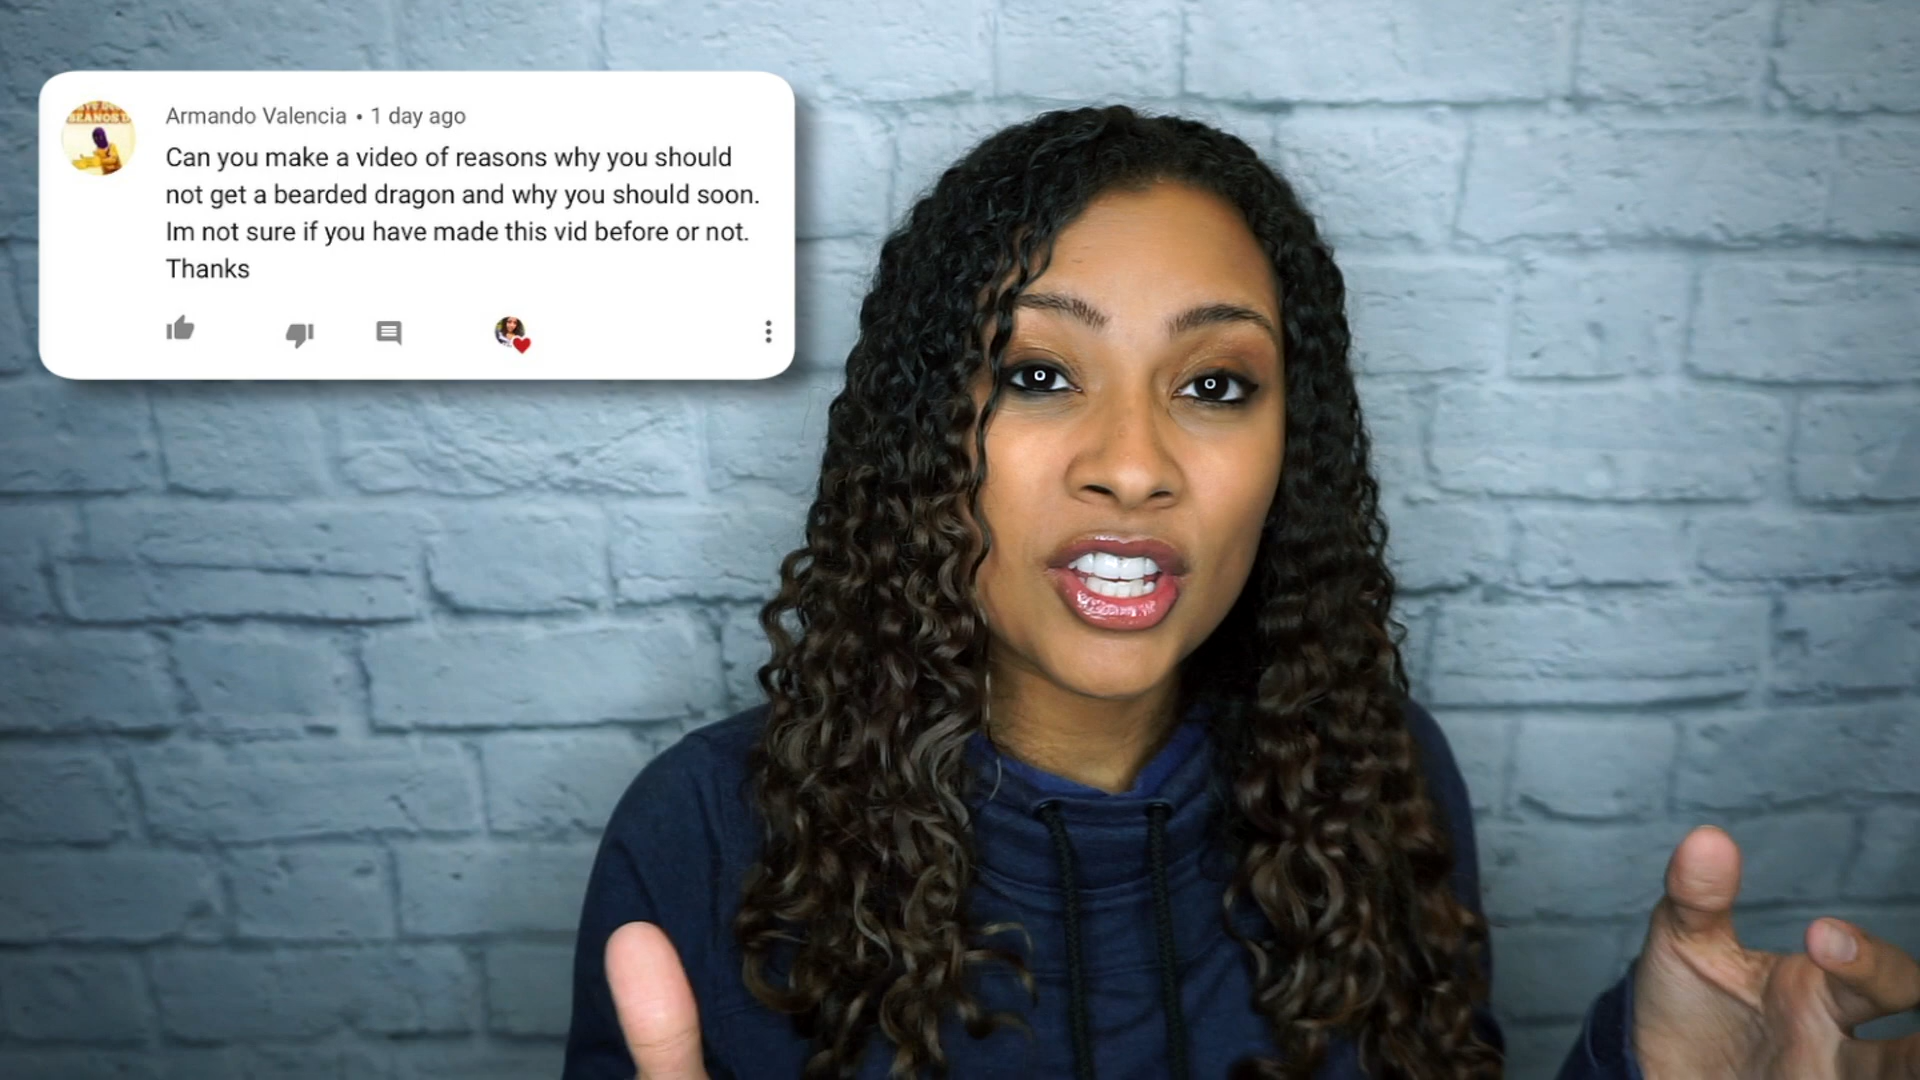 Armando Valencia • 1 day ago
Can you make a video of reasons why you should
not get a bearded dragon and why you should soon.
Im not sure if you have made this vid before or not.
Thanks